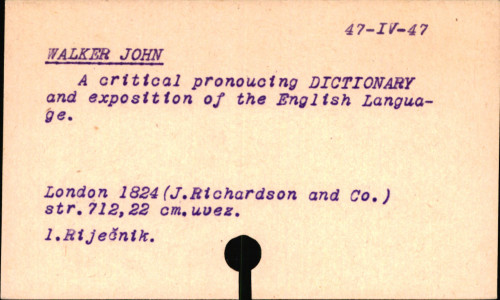 47-IV-47
WALKER JOHN
A critical pronoucing DICTIONARY
and exposition of the English Langua-
ge.
London 1824(J.Richardson and Co.)
str.712,22 cm.uvez.
1.Riječnik.